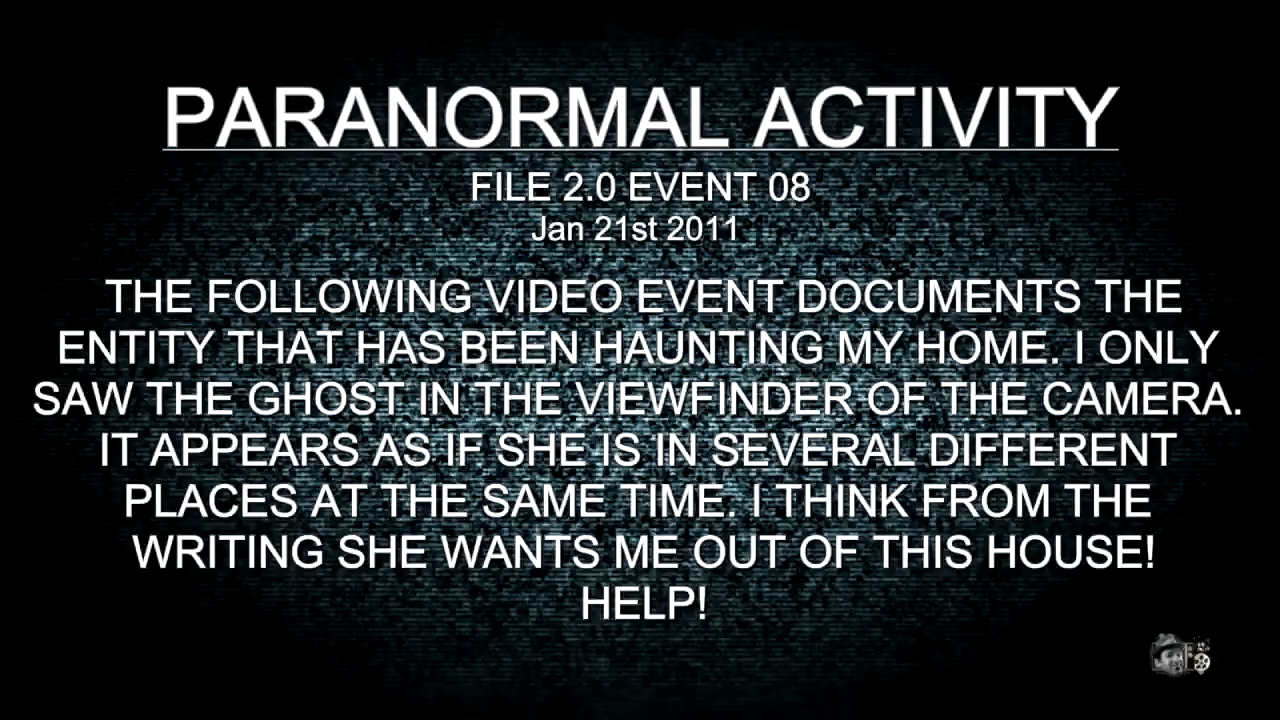 PARANORMAL ACTIVITY
FILE 2.0 EVENT 08
Jan 21st 2011
THE FOLLOWING VIDEO EVENT DOCUMENTS THE
ENTITY THAT HAS BEEN HAUNTING MY HOME. I ONLY
SAW THE GHOST IN THE VIEWFINDER OF THE CAMERA.
IT APPEARS AS IF SHE IS IN SEVERAL DIFFERENT
PLACES AT THE SAME TIME. I THINK FROM THE
WRITING SHE WANTS ME OUT OF THIS HOUSE!
HELP!